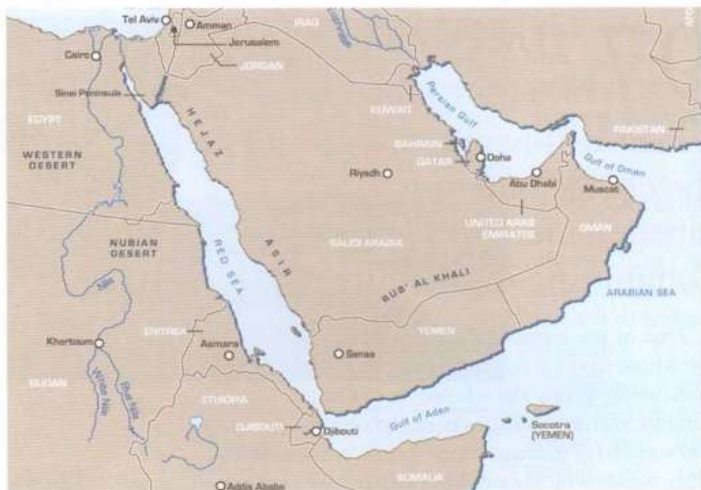 Tel Aviv
Amman
IRAQ
Jerusalem
Cairo
JORDAN
Sinai Peninsula
KUWAIT
Persian Gulf
EGYPT
HEJAZ
PAKISTAN
BAHRAIN
WESTERN
DESERT
Doha
QATAR
Gulf of Oman
Riyadh
Abu Dhabi
Muscat
UNITED ARAB
EMIRATES
OMAN
NUBIAN
DESERT
RED SEA
ASIR
SAUDI ARABIA
RUB' AL KHALI
Nile
ARABIAN SEA
ERITREA
YEMEN
Khartoum
Asmara
Sanaa
SUDAN
White Nile
Blue Nile
ETHIOPIA
Gulf of Aden
Socotra
(YEMEN)
DJIBOUTI
Djibouti
SOMALIA
Addis Ababa